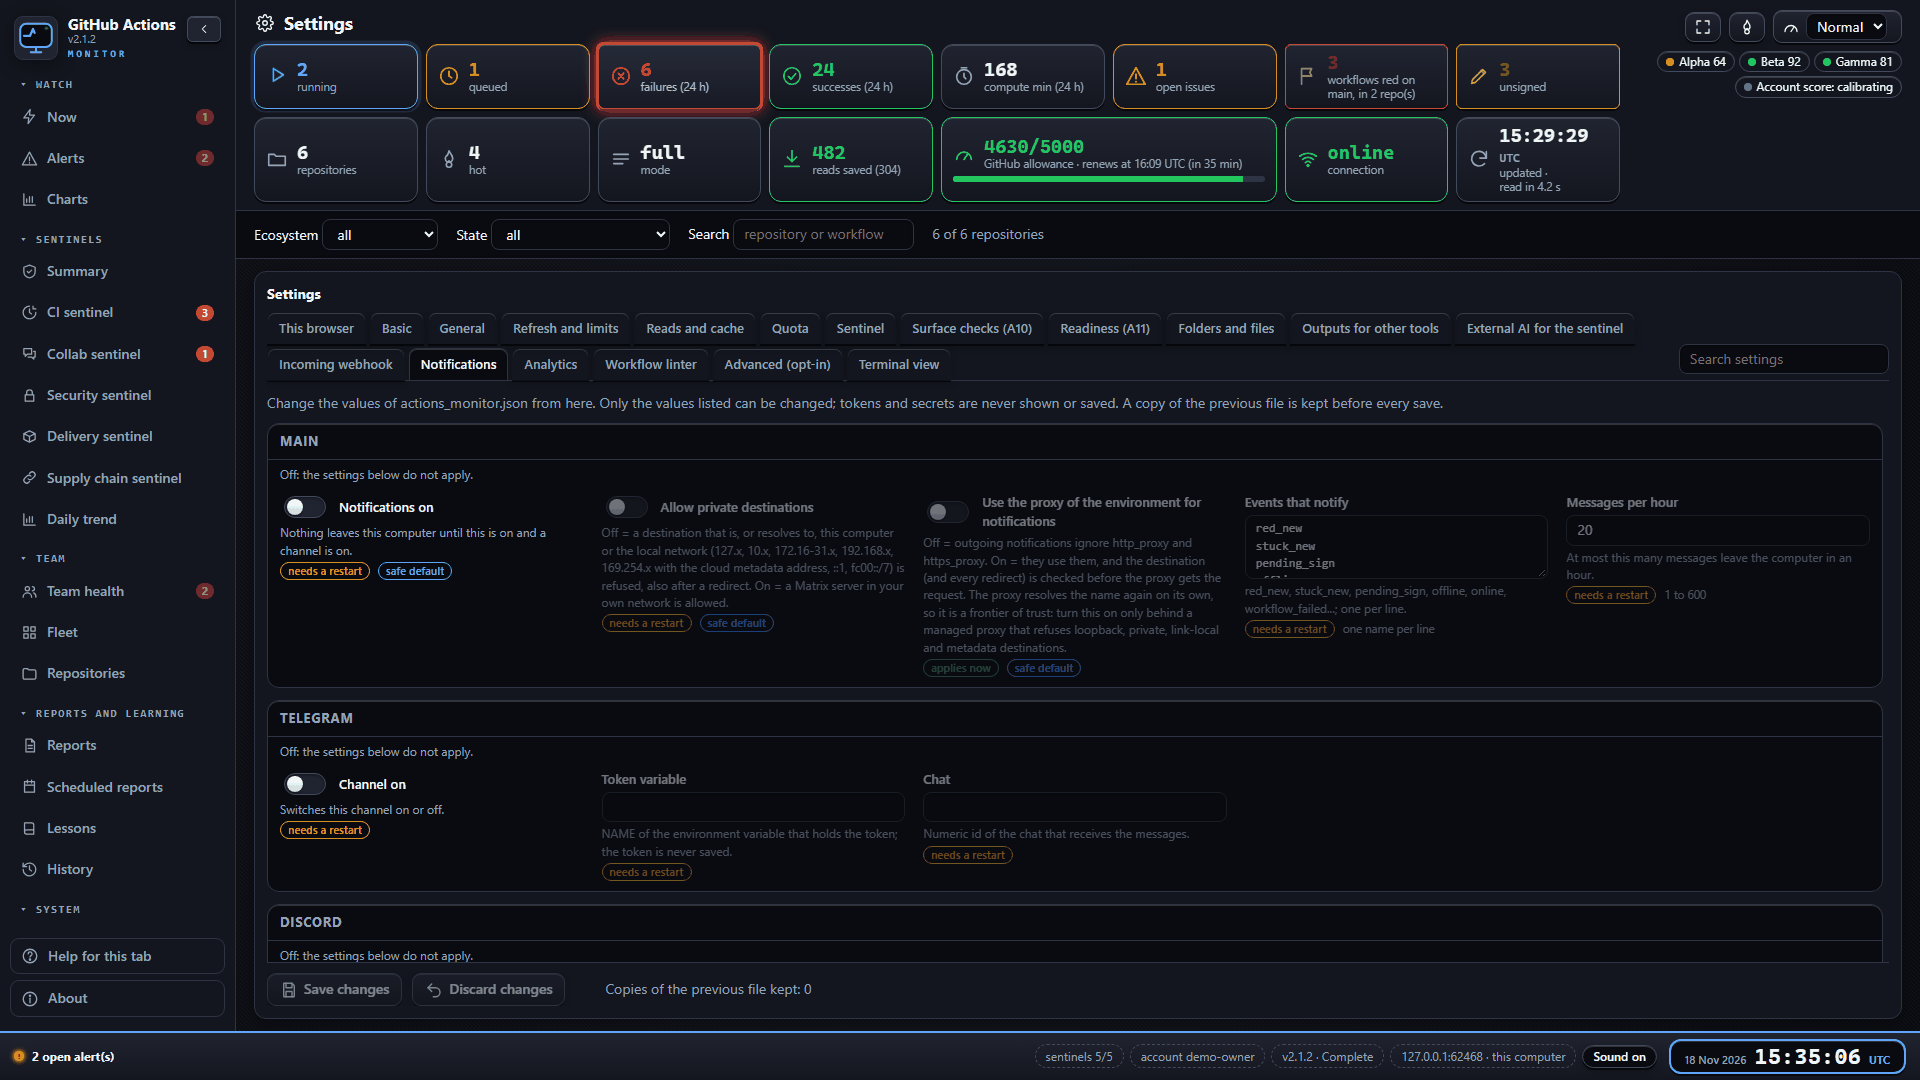 GitHub Actions
v2.1.2
MONITOR
WATCH
Now 1
Alerts 2
Charts
SENTINELS
Summary
CI sentinel 3
Collab sentinel 1
Security sentinel
Delivery sentinel
Supply chain sentinel
Daily trend
TEAM
Team health 2
Fleet
Repositories
REPORTS AND LEARNING
Reports
Scheduled reports
Lessons
History
SYSTEM
Help for this tab
About
Settings
2
running
1
queued
6
failures (24 h)
24
successes (24 h)
168
compute min (24 h)
1
open issues
3
workflows red on
main, in 2 repo(s)
3
unsigned
6
repositories
4
hot
full
mode
482
reads saved (304)
4630/5000
GitHub allowance · renews at 16:09 UTC (in 35 min)
online
connection
15:29:29
UTC
updated ·
read in 4.2 s
Normal
Alpha 64
Beta 92
Gamma 81
Account score: calibrating
Ecosystem all
State all
Search repository or workflow
6 of 6 repositories
Settings
This browser
Basic
General
Refresh and limits
Reads and cache
Quota
Sentinel
Surface checks (A10)
Readiness (A11)
Folders and files
Outputs for other tools
External AI for the sentinel
Incoming webhook
Notifications
Analytics
Workflow linter
Advanced (opt-in)
Terminal view
Search settings
Change the values of actions_monitor.json from here. Only the values listed can be changed; tokens and secrets are never shown or saved. A copy of the previous file is kept before every save.
MAIN
Off: the settings below do not apply.
Notifications on
Nothing leaves this computer until this is on and a
channel is on.
needs a restart
safe default
Allow private destinations
Off = a destination that is, or resolves to, this computer
or the local network (127.x, 10.x, 172.16-31.x, 192.168.x,
169.254.x with the cloud metadata address, ::1, fc00::/7) is
refused, also after a redirect. On = a Matrix server in your
own network is allowed.
needs a restart
safe default
Use the proxy of the environment for
notifications
Off = outgoing notifications ignore http_proxy and
https_proxy. On = they use them, and the destination
(and every redirect) is checked before the proxy gets the
request. The proxy resolves the name again on its own,
so it is a frontier of trust: turn this on only behind a
managed proxy that refuses loopback, private, link-local
and metadata destinations.
applies now
safe default
Events that notify
red_new
stuck_new
pending_sign
red_new, stuck_new, pending_sign, offline, online,
workflow_failed...; one per line.
needs a restart
one name per line
Messages per hour
20
At most this many messages leave the computer in an
hour.
needs a restart
1 to 600
TELEGRAM
Off: the settings below do not apply.
Channel on
Switches this channel on or off.
needs a restart
Token variable
NAME of the environment variable that holds the token;
the token is never saved.
needs a restart
Chat
Numeric id of the chat that receives the messages.
needs a restart
DISCORD
Off: the settings below do not apply.
Save changes
Discard changes
Copies of the previous file kept: 0
2 open alert(s)
sentinels 5/5
account demo-owner
v2.1.2 · Complete
127.0.0.1:62468 · this computer
Sound on
18 Nov 2026 15:35:06 UTC